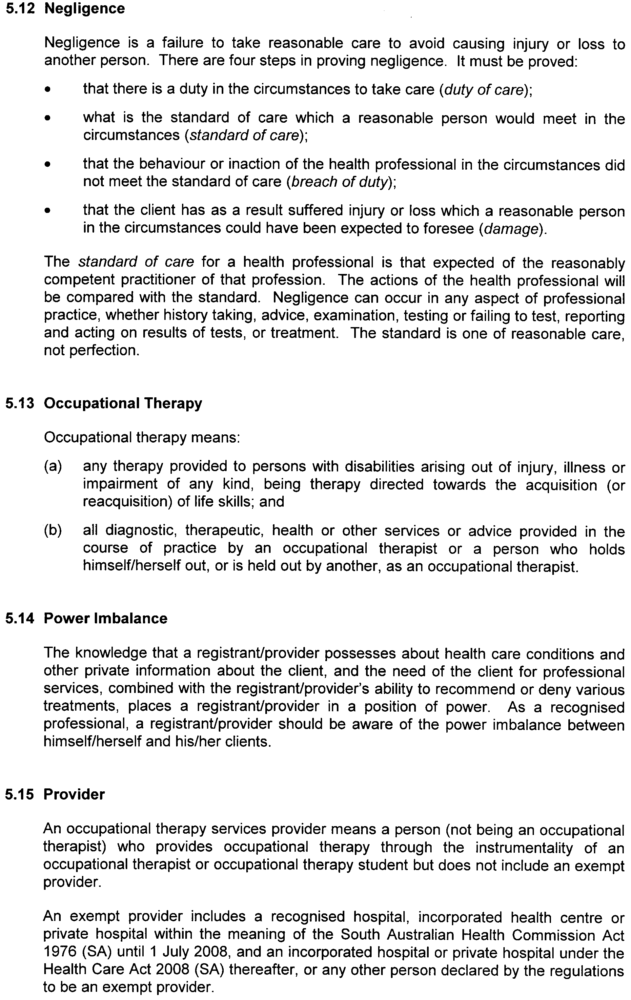 5.12 Negligence
Negligence is a failure to take reasonable care to avoid causing injury or loss to
another person. There are four steps in proving negligence. It must be proved:
• that there is a duty in the circumstances to take care (duty of care);
• what is the standard of care which a reasonable person would meet in the
circumstances (standard of care);
• that the behaviour or inaction of the health professional in the circumstances did
not meet the standard of care (breach of duty);
• that the client has as a result suffered injury or loss which a reasonable person
in the circumstances could have been expected to foresee (damage).
The standard of care for a health professional is that expected of the reasonably
competent practitioner of that profession. The actions of the health professional will
be compared with the standard. Negligence can occur in any aspect of professional
practice, whether history taking, advice, examination, testing or failing to test, reporting
and acting on results of tests, or treatment. The standard is one of reasonable care,
not perfection.
5.13 Occupational Therapy
Occupational therapy means:
(a) any therapy provided to persons with disabilities arising out of injury, illness or
impairment of any kind, being therapy directed towards the acquisition (or
reacquisition) of life skills; and
(b) all diagnostic, therapeutic, health or other services or advice provided in the
course of practice by an occupational therapist or a person who holds
himself/herself out, or is held out by another, as an occupational therapist.
5.14 Power Imbalance
The knowledge that a registrant/provider possesses about health care conditions and
other private information about the client, and the need of the client for professional
services, combined with the registrant/provider's ability to recommend or deny various
treatments, places a registrant/provider in a position of power. As a recognised
professional, a registrant/provider should be aware of the power imbalance between
himself/herself and his/her clients.
5.15 Provider
An occupational therapy services provider means a person (not being an occupational
therapist) who provides occupational therapy through the instrumentality of an
occupational therapist or occupational therapy student but does not include an exempt
provider.
An exempt provider includes a recognised hospital, incorporated health centre or
private hospital within the meaning of the South Australian Health Commission Act
1976 (SA) until 1 July 2008, and an incorporated hospital or private hospital under the
Health Care Act 2008 (SA) thereafter, or any other person declared by the regulations
to be an exempt provider.